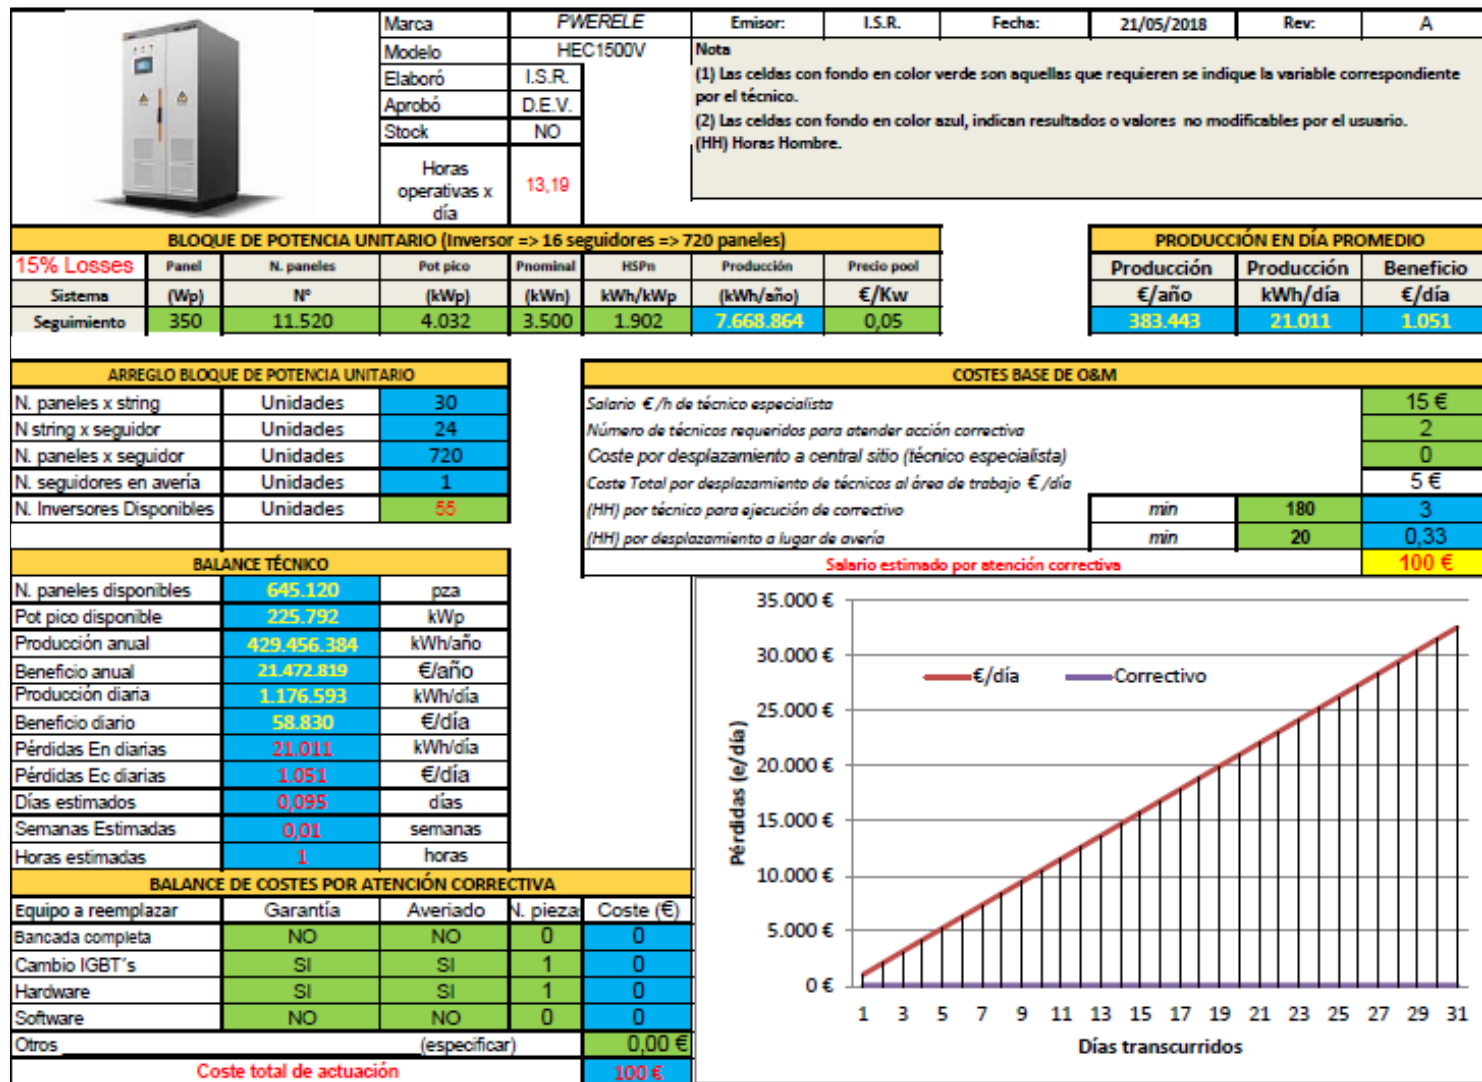 Marca PWERELE Emisor: I.S.R. Fecha: 21/05/2018 Rev: A
Modelo HEC1500V
Elaboró I.S.R.
Aprobó D.E.V.
Stock NO
Horas
operativas x
día
13,19
Nota
(1) Las celdas con fondo en color verde son aquellas que requieren se indique la variable correspondiente
por el técnico.
(2) Las celdas con fondo en color azul, indican resultados o valores no modificables por el usuario.
(HH) Horas Hombre.
BLOQUE DE POTENCIA UNITARIO (Inversor => 16 seguidores => 720 paneles)
15% Losses Panel N. paneles Pot pico Pnominal HSPn Producción Precio pool
Sistema (Wp) N° (kWp) (kWn) kWh/kWp (kWh/año) €/Kw
Seguimiento 350 11.520 4.032 3.500 1.902 7.668.864 0,05
PRODUCCIÓN EN DÍA PROMEDIO
Producción Producción Beneficio
€/año kWh/día €/día
383.443 21.011 1.051
ARREGLO BLOQUE DE POTENCIA UNITARIO
N. paneles x string Unidades 30
N string x seguidor Unidades 24
N. paneles x seguidor Unidades 720
N. seguidores en avería Unidades 1
N. Inversores Disponibles Unidades 55
COSTES BASE DE O&M
Salario €/h de técnico especialista 15 €
Número de técnicos requeridos para atender acción correctiva 2
Coste por desplazamiento a central sitio (técnico especialista) 0
Coste Total por desplazamiento de técnicos al área de trabajo €/día 5 €
(HH) por técnico para ejecución de correctivo min 180 3
(HH) por desplazamiento a lugar de avería min 20 0,33
Salario estimado por atención correctiva 100 €
BALANCE TÉCNICO
N. paneles disponibles 645.120 pza
Pot pico disponible 225.792 kWp
Producción anual 429.456.384 kWh/año
Beneficio anual 21.472.819 €/año
Producción diaria 1.176.593 kWh/día
Beneficio diario 58.830 €/día
Pérdidas En diarias 21.011 kWh/día
Pérdidas Ec diarias 1.051 €/día
Días estimados 0,095 días
Semanas Estimadas 0,01 semanas
Horas estimadas 1 horas
BALANCE DE COSTES POR ATENCIÓN CORRECTIVA
Equipo a reemplazar Garantía Averiado N. pieza Coste (€)
Bancada completa NO NO 0 0
Cambio IGBT´s SI SI 1 0
Hardware SI SI 1 0
Software NO NO 0 0
Otros (especificar) 0,00 €
Coste total de actuación 100 €
35.000 €
30.000 €
25.000 €
20.000 €
15.000 €
10.000 €
5.000 €
0 €
Pérdidas (e/día)
€/día Correctivo
1 3 5 7 9 11 13 15 17 19 21 23 25 27 29 31
Días transcurridos